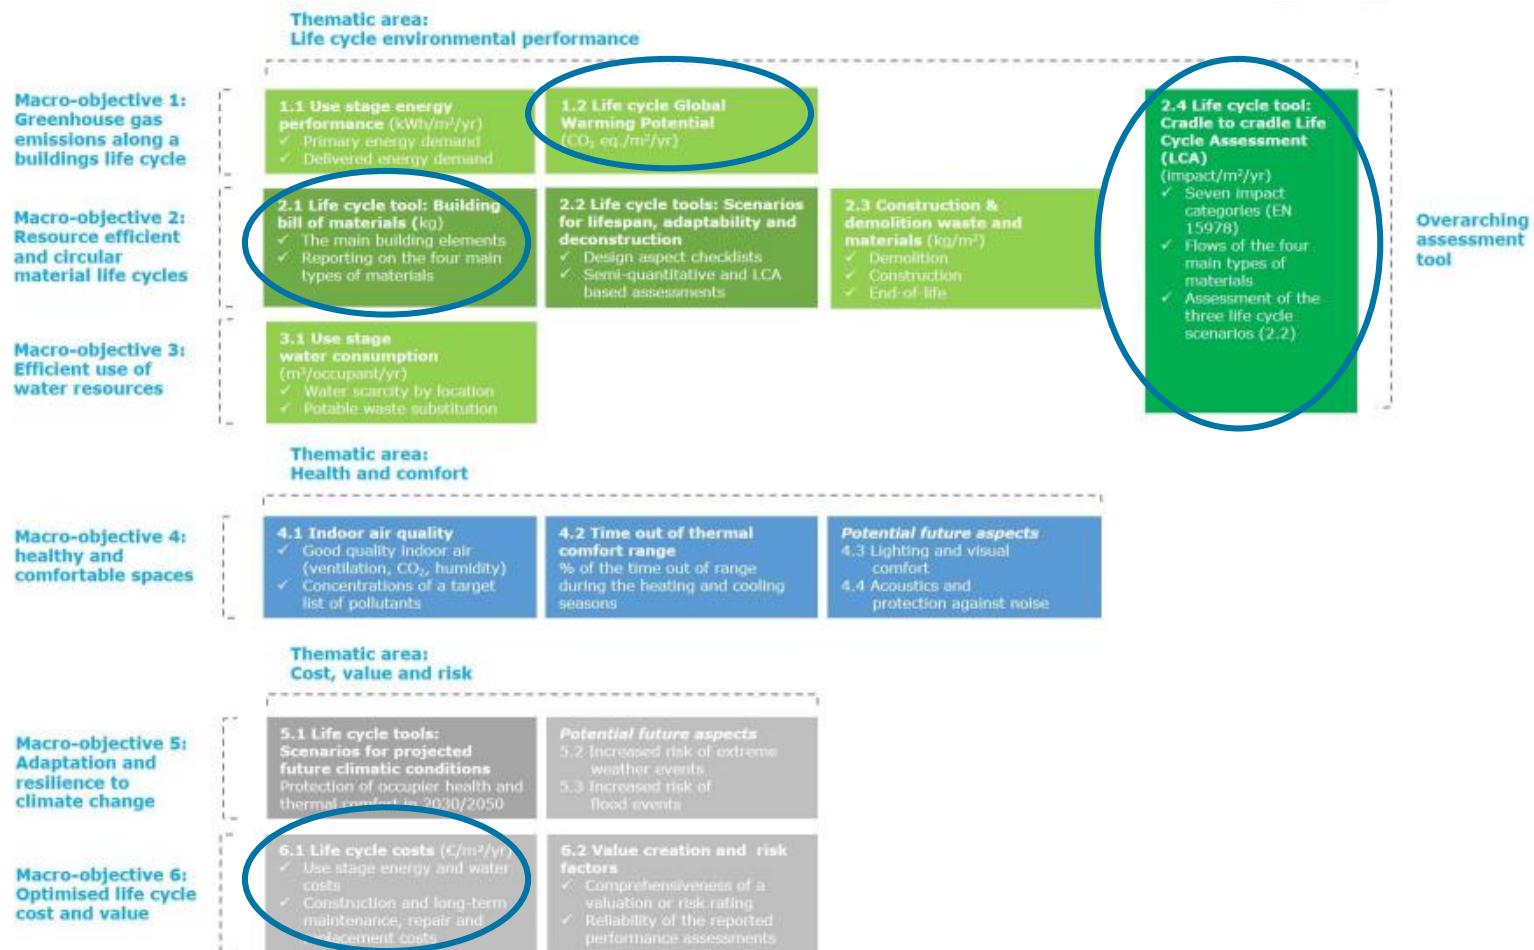 Thematic area:
Life cycle environmental performance
Macro-objective 1:
Greenhouse gas
emissions along a
buildings life cycle
1.1 Use stage energy
performance (kWh/m²/yr)
✓ Primary energy demand
✓ Delivered energy demand
1.2 Life cycle Global
Warming Potential
(CO₂ eq./m²/yr)
2.4 Life cycle tool:
Cradle to cradle Life
Cycle Assessment
(LCA)
(impact/m²/yr)
✓ Seven impact
categories (EN
15978)
✓ Flows of the four
main types of
materials
✓ Assessment of the
three life cycle
scenarios (2.2)
Overarching
assessment
tool
Macro-objective 2:
Resource efficient
and circular
material life cycles
2.1 Life cycle tool: Building
bill of materials (kg)
✓ The main building elements
✓ Reporting on the four main
types of materials
2.2 Life cycle tools: Scenarios
for lifespan, adaptability and
deconstruction
✓ Design aspect checklists
✓ Semi-quantitative and LCA
based assessments
2.3 Construction &
demolition waste and
materials (kg/m²)
✓ Demolition
✓ Construction
✓ End-of-life
Macro-objective 3:
Efficient use of
water resources
3.1 Use stage
water consumption
(m³/occupant/yr)
✓ Water scarcity by location
✓ Potable waste substitution
Thematic area:
Health and comfort
Macro-objective 4:
healthy and
comfortable spaces
4.1 Indoor air quality
✓ Good quality indoor air
(ventilation, CO₂, humidity)
✓ Concentrations of a target
list of pollutants
4.2 Time out of thermal
comfort range
% of the time out of range
during the heating and cooling
seasons
Potential future aspects
4.3 Lighting and visual
comfort
4.4 Acoustics and
protection against noise
Thematic area:
Cost, value and risk
Macro-objective 5:
Adaptation and
resilience to
climate change
5.1 Life cycle tools:
Scenarios for projected
future climatic conditions
Protection of occupier health and
thermal comfort in 2030/2050
Potential future aspects
5.2 Increased risk of extreme
weather events
5.3 Increased risk of
flood events
Macro-objective 6:
Optimised life cycle
cost and value
6.1 Life cycle costs (€/m²/yr)
✓ Use stage energy and water
costs
✓ Construction and long-term
maintenance, repair and
replacement costs
6.2 Value creation and risk
factors
✓ Comprehensiveness of a
valuation or risk rating
✓ Reliability of the reported
performance assessments